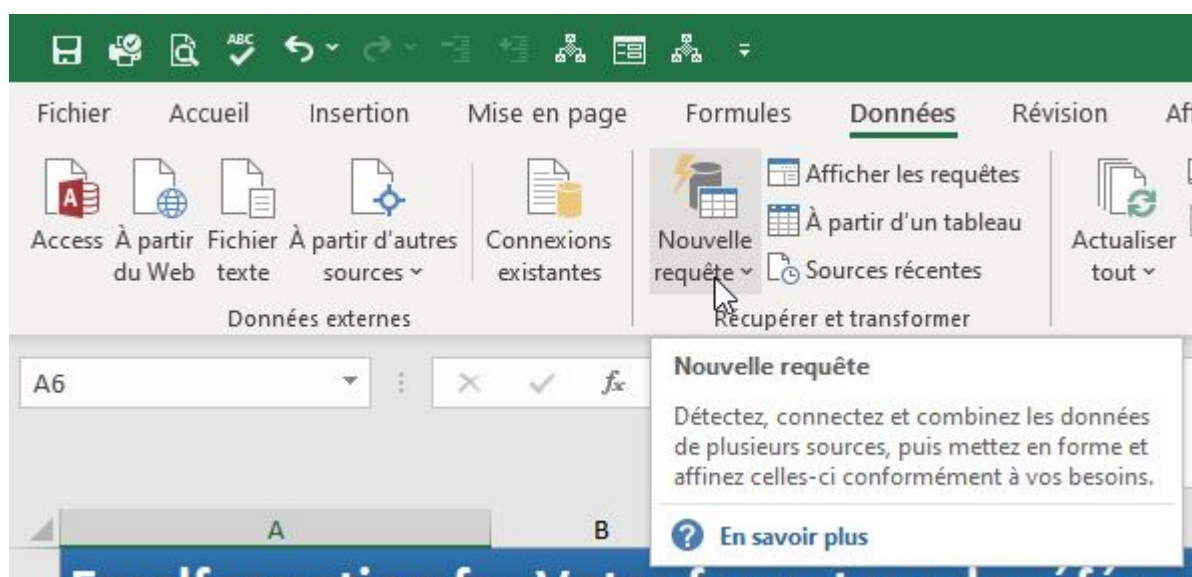 ABC
Fichier Accueil Insertion Mise en page Formules Données Révision Aff
Access À partir du Web Fichier texte À partir d'autres sources Connexions existantes Nouvelle requête Afficher les requêtes À partir d'un tableau Sources récentes Actualiser tout
Données externes Récupérer et transformer
A6 fx
Nouvelle requête
Détectez, connectez et combinez les données
de plusieurs sources, puis mettez en forme et
affinez celles-ci conformément à vos besoins.
? En savoir plus
A B